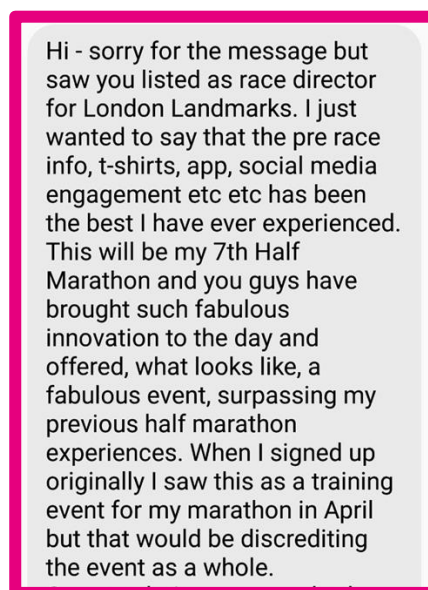 Hi - sorry for the message but
saw you listed as race director
for London Landmarks. I just
wanted to say that the pre race
info, t-shirts, app, social media
engagement etc etc has been
the best I have ever experienced.
This will be my 7th Half
Marathon and you guys have
brought such fabulous
innovation to the day and
offered, what looks like, a
fabulous event, surpassing my
previous half marathon
experiences. When I signed up
originally I saw this as a training
event for my marathon in April
but that would be discrediting
the event as a whole.